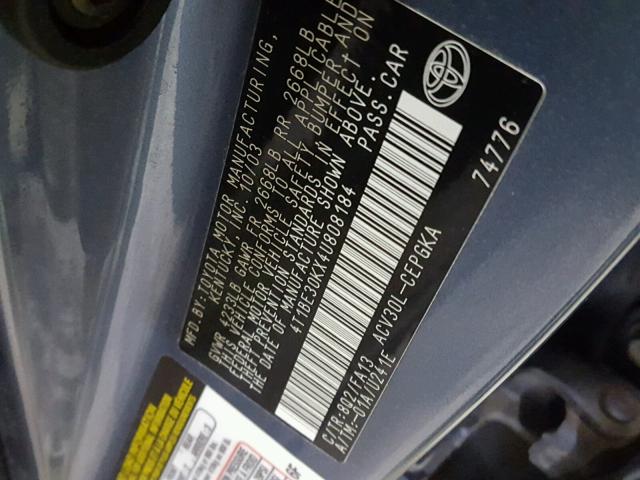 MFD. BY: TOYOTA MOTOR MANUFACTURING,
KENTUCKY, INC. 10/03
GVWR 4233LB GAWR FR 2668LB RR 2668LB
THIS VEHICLE CONFORMS TO ALL APPLICABLE
FEDERAL MOTOR VEHICLE SAFETY, BUMPER, AND
THEFT PREVENTION STANDARDS IN EFFECT ON
THE DATE OF MANUFACTURE SHOWN ABOVE.
4T1BE30KX4U808184 PASS.CAR
C/TR:8Q2/FA13 ACV30L-CEPGKA
A/TM:-01A/U241E
74776